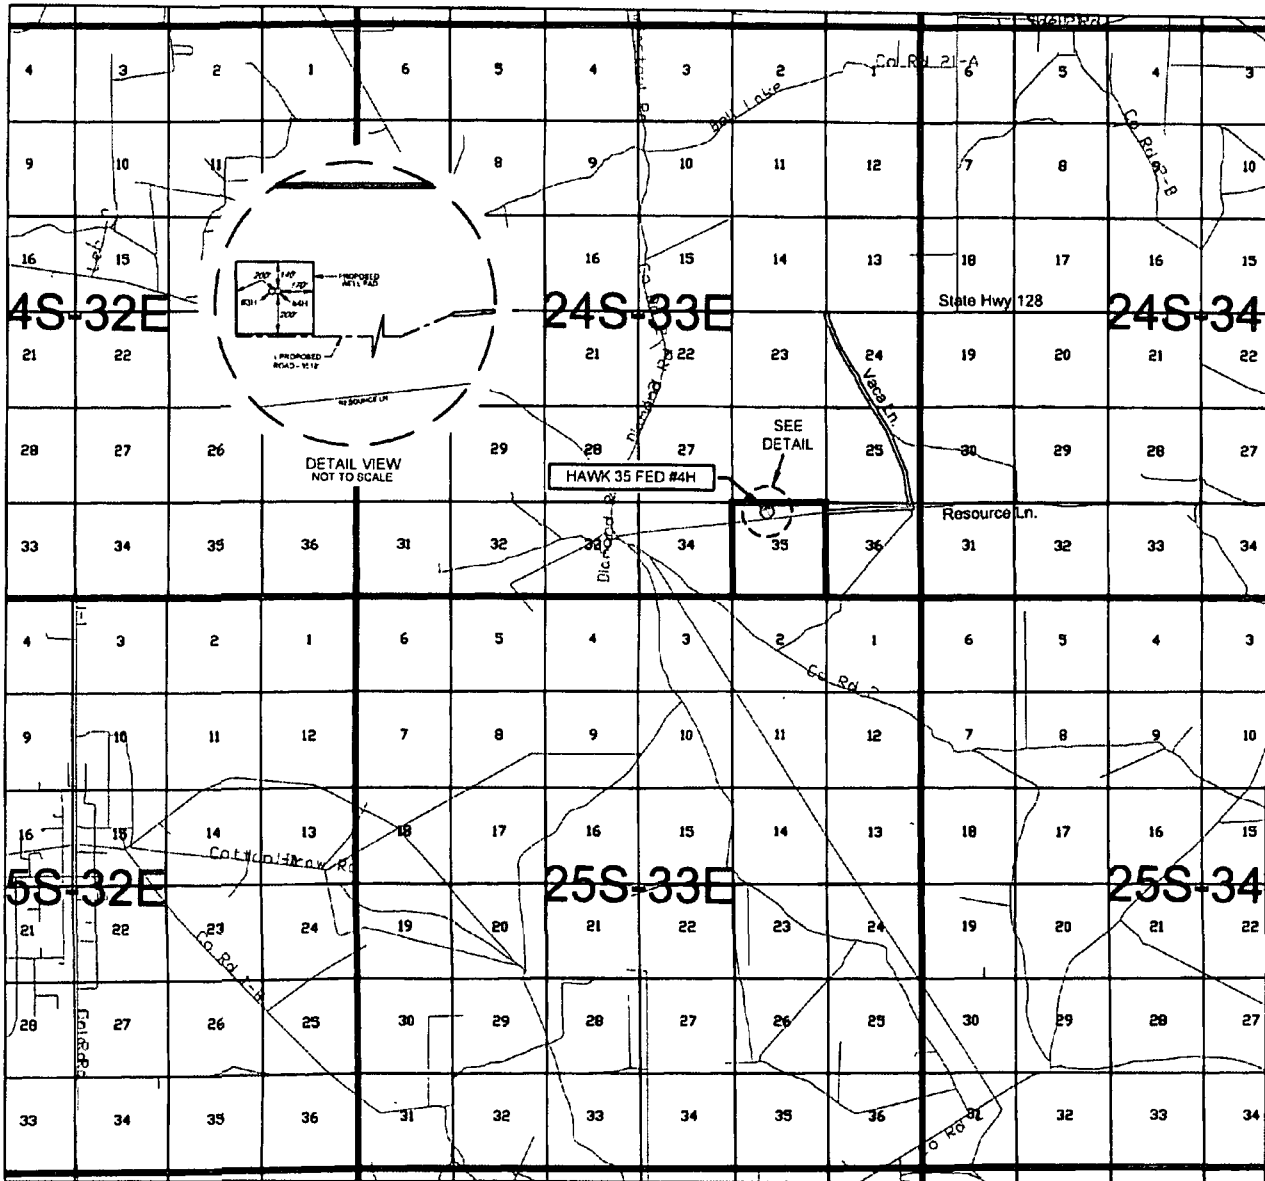 4 3 2 1 6 5 4 3 2 1 6 5 4 3
Co Rd 21-A
Bell Lake
Co Rd 2-B
9 10 11 8 9 10 11 12 7 8 10
16 15 16 15 14 13 18 17 16 15
200' 140'
170'
#3H #4H
200'
PROPOSED
WELL PAD
4S-32E 24S-33E State Hwy 128 24S-34
21 22 21 22 23 24 19 20 21 22
PROPOSED
RESOURCE LN
Vaca Ln.
28 27 26 29 28 27 25 30 29 28 27
SEE
DETAIL
DETAIL VIEW
NOT TO SCALE
HAWK 35 FED #4H
Resource Ln.
33 34 35 36 31 32 33 34 35 36 31 32 33 34
4 3 2 1 6 5 4 3 2 1 6 5 4 3
Co Rd 2
9 10 11 12 7 8 9 10 11 12 7 8 9 10
16 15 14 13 18 17 16 15 14 13 18 17 16 15
5S-32E 25S-33E 25S-34
21 22 23 24 19 20 21 22 23 24 19 20 21 22
28 27 26 25 30 29 28 27 26 25 30 29 28 27
33 34 35 36 31 32 33 34 35 36 31 32 33 34